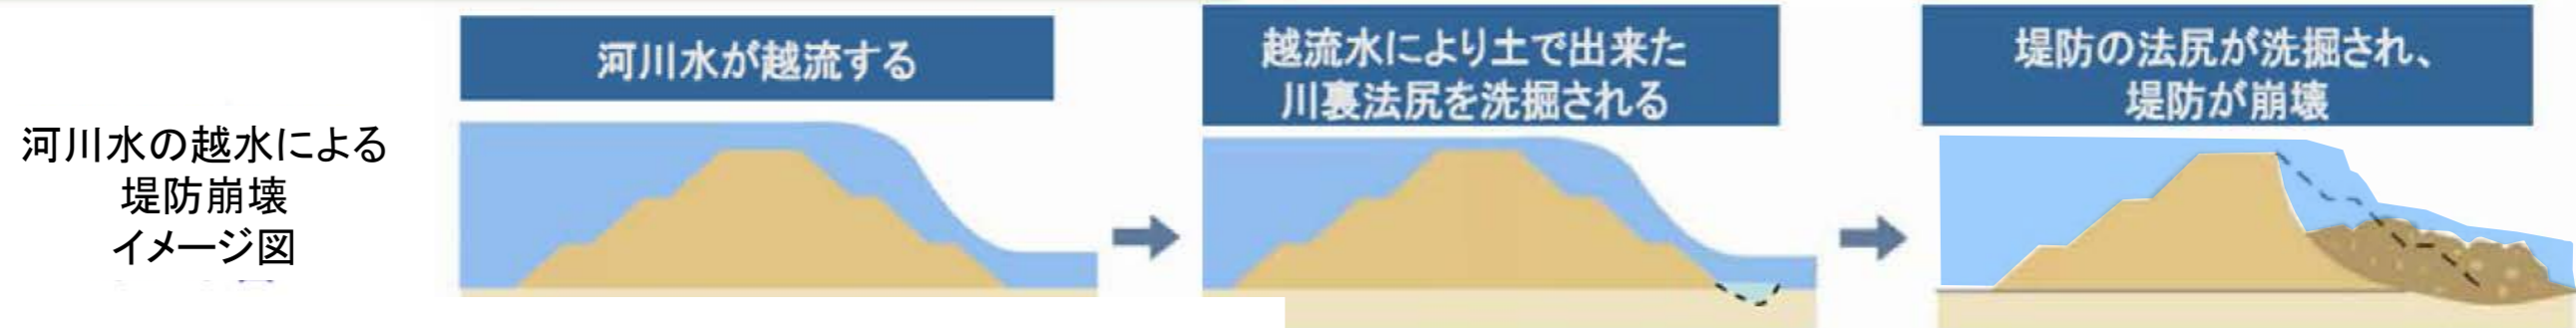 河川水の越水による
堤防崩壊
イメージ図
河川水が越流する
越流水により土で出来た
川裏法尻を洗掘される
堤防の法尻が洗掘され、
堤防が崩壊